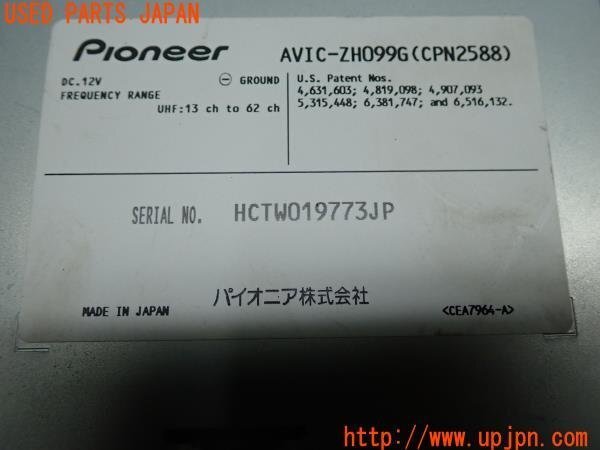 USED PARTS JAPAN
Pioneer
AVIC-ZH099G(CPN2588)
DC.12V
⊖ GROUND
FREQUENCY RANGE
UHF:13 ch to 62 ch
U.S. Patent Nos.
4,631,603; 4,819,098; 4,907,093
5,315,448; 6,381,747; and 6,516,132.
SERIAL NO. HCTW019773JP
パイオニア株式会社
MADE IN JAPAN
<CEA7964-A>
http://www.upjpn.com/